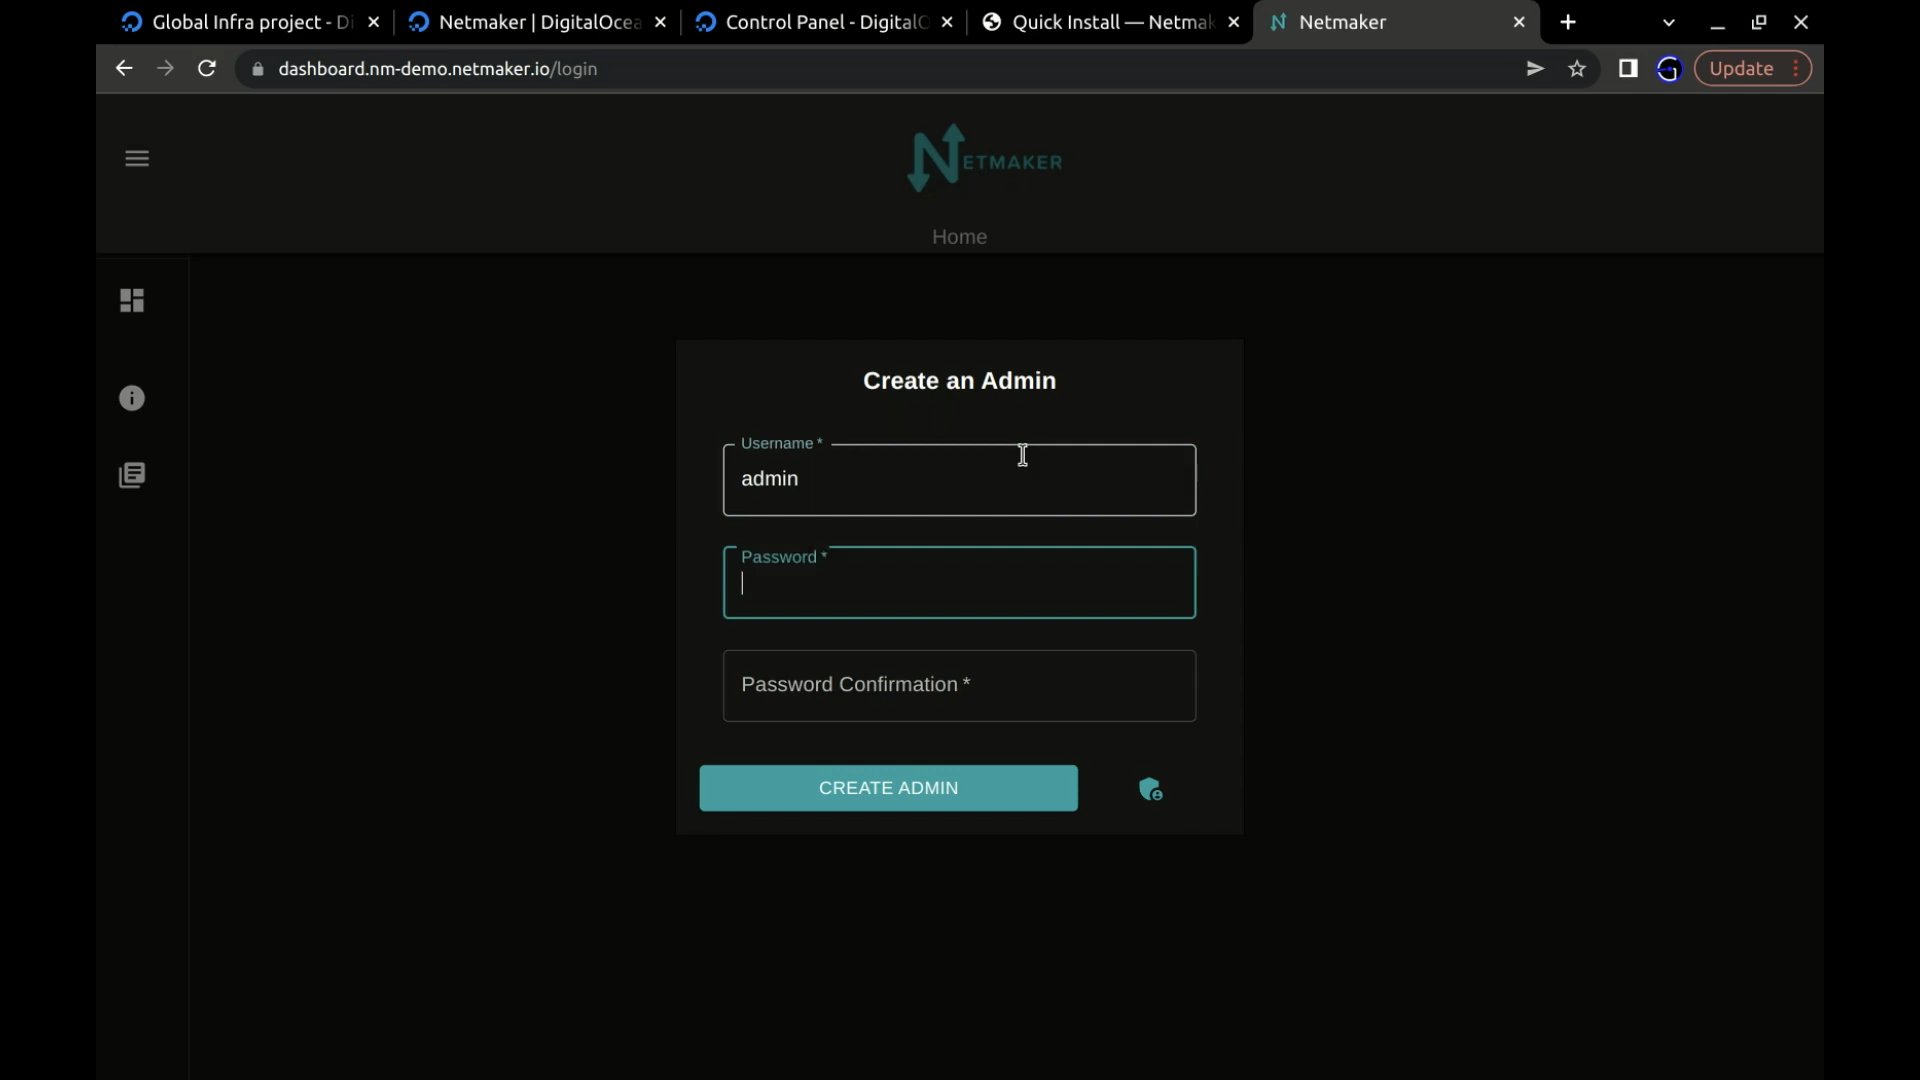 Global Infra project - Di
Netmaker | DigitalOcea
Control Panel - DigitalO
Quick Install — Netmak
Netmaker
dashboard.nm-demo.netmaker.io/login
Update
NETMAKER
Home
Create an Admin
Username *
admin
Password *
Password Confirmation *
CREATE ADMIN